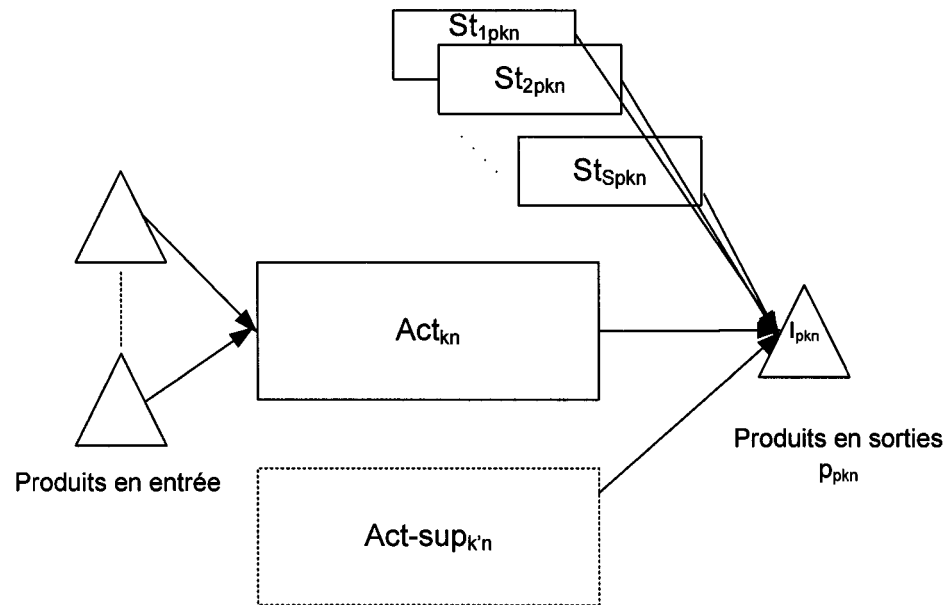 St1pkn
St2pkn
StSpkn
Actkn
Ipkn
Produits en sorties
ppkn
Produits en entrée
Act-supk'n